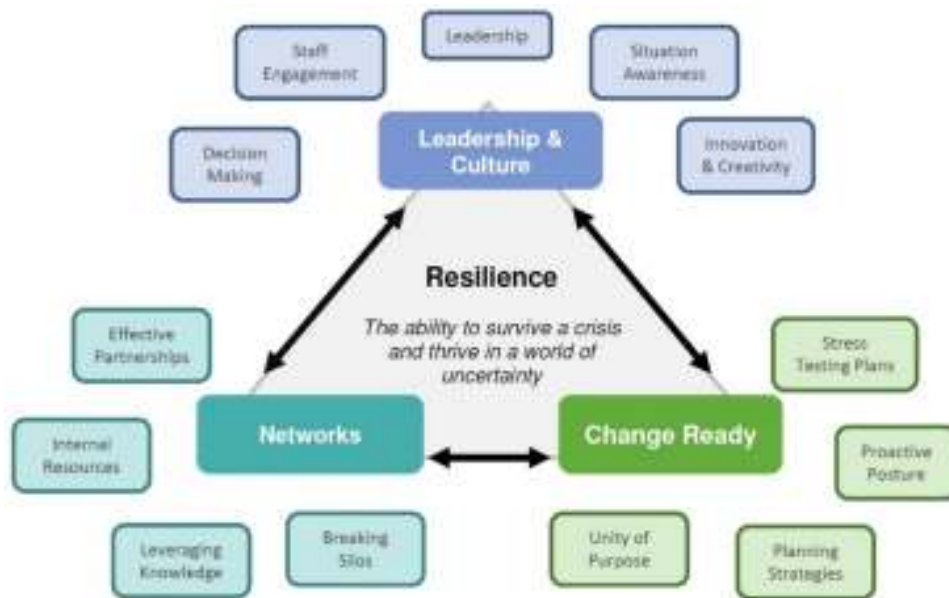 Leadership
Staff
Engagement
Situation
Awareness
Decision
Making
Leadership &
Culture
Innovation
& Creativity
Resilience
The ability to survive a crisis
and thrive in a world of
uncertainty
Effective
Partnerships
Stress
Testing Plans
Networks
Change Ready
Internal
Resources
Proactive
Posture
Leveraging
Knowledge
Breaking
Silos
Unity of
Purpose
Planning
Strategies